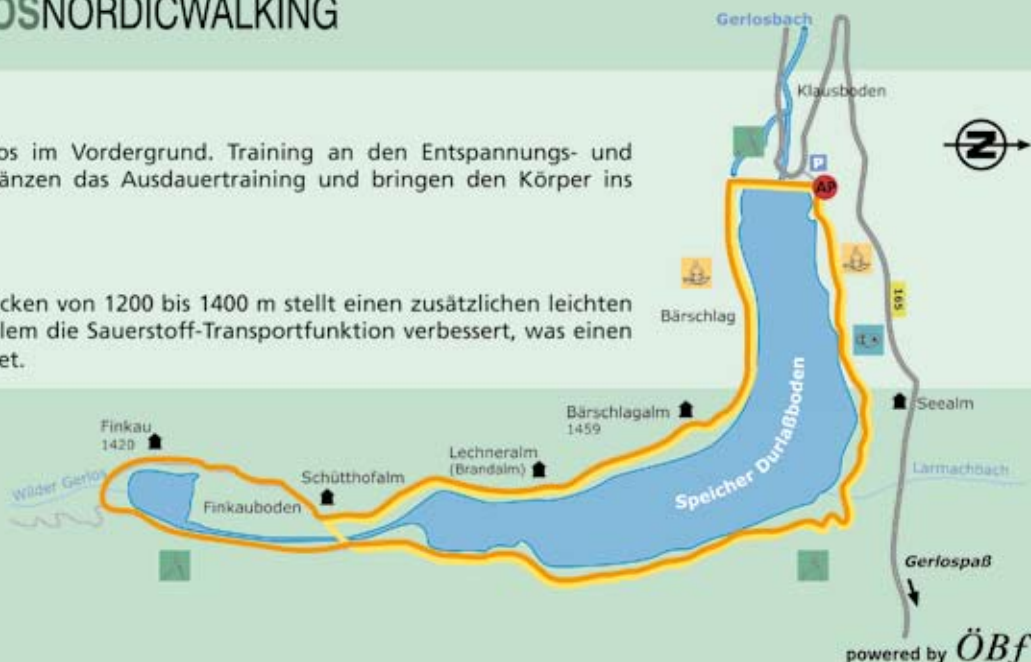 OSNORDICWALKING
os im Vordergrund. Training an den Entspannungs- und
änzen das Ausdauertraining und bringen den Körper ins
cken von 1200 bis 1400 m stellt einen zusätzlichen leichten
lem die Sauerstoff-Transportfunktion verbessert, was einen
et.
Gerlosbach
Klausboden
P
AP
N
Bärschlag
165
Speicher Durlaßboden
Seealm
Bärschlagalm
1459
Lechneralm
(Brandalm)
Finkau
1420
Schütthofalm
Wilder Gerlos
Finkauboden
Larmachbach
Gerlospaß
powered by ÖBf